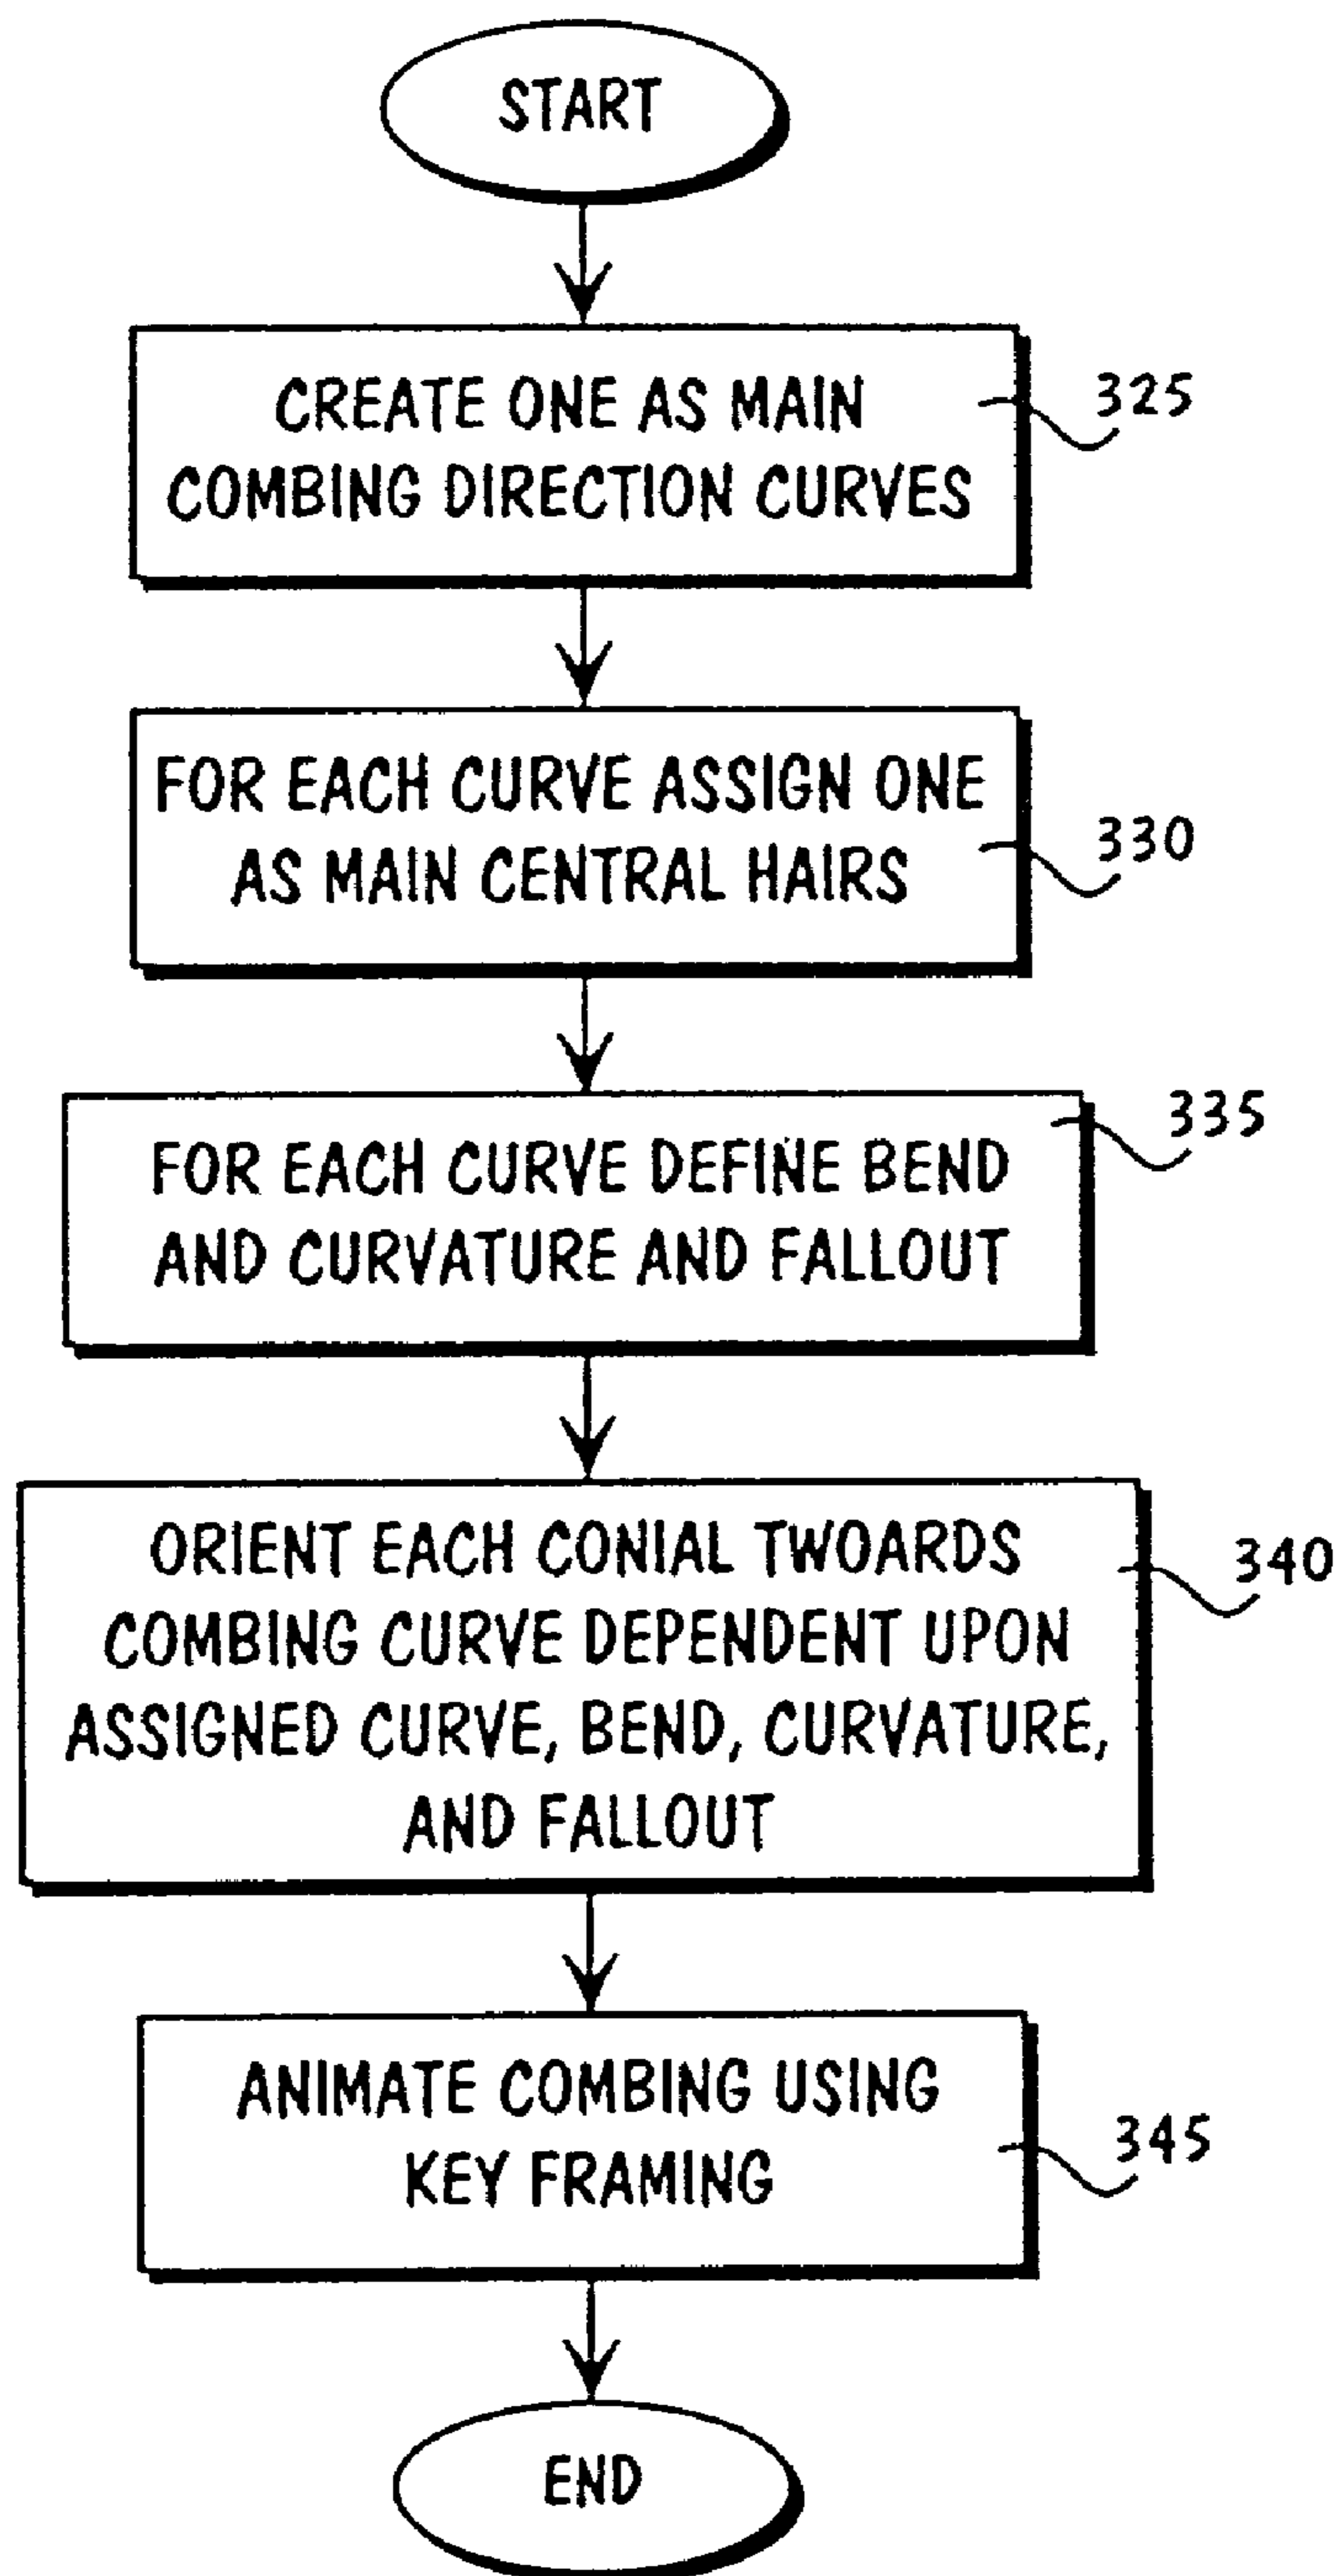 START
CREATE ONE AS MAIN
COMBING DIRECTION CURVES
325
FOR EACH CURVE ASSIGN ONE
AS MAIN CENTRAL HAIRS
330
FOR EACH CURVE DEFINE BEND
AND CURVATURE AND FALLOUT
335
ORIENT EACH CONIAL TWOARDS
COMBING CURVE DEPENDENT UPON
ASSIGNED CURVE, BEND, CURVATURE,
AND FALLOUT
340
ANIMATE COMBING USING
KEY FRAMING
345
END